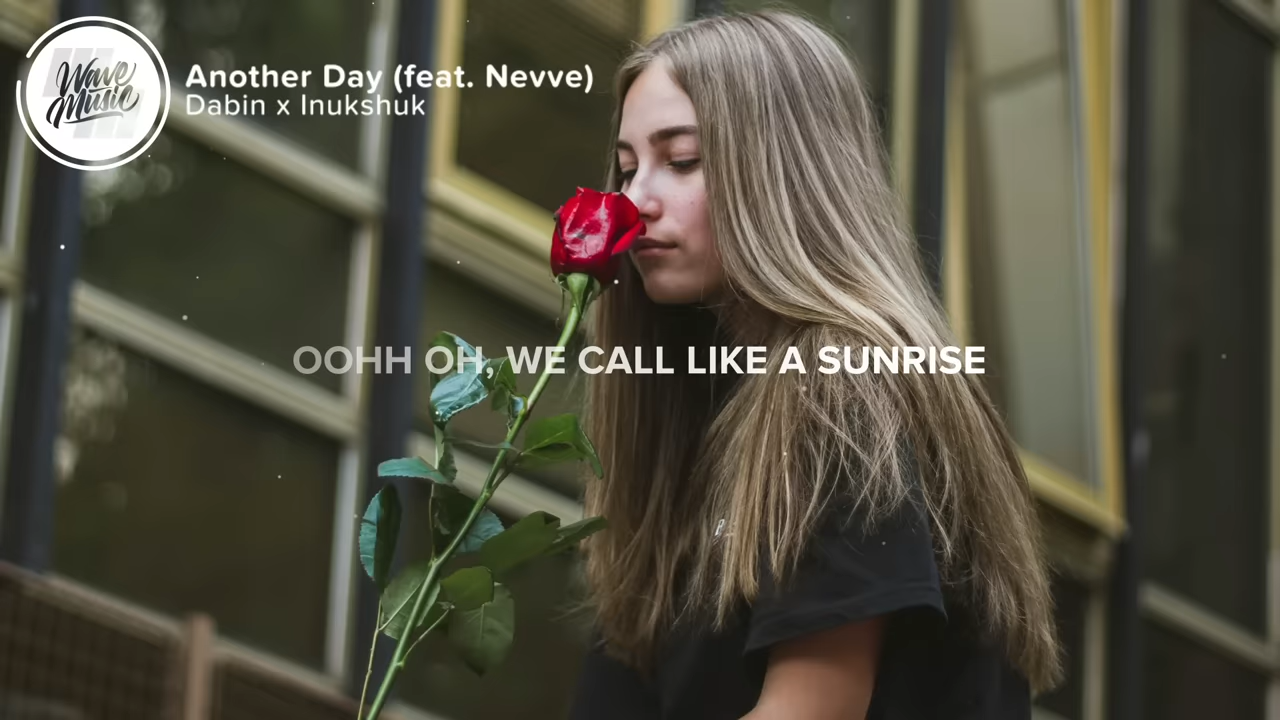 Wave
Music
Another Day (feat. Nevve)
Dabin x Inukshuk
OOHH OH, WE CALL LIKE A SUNRISE